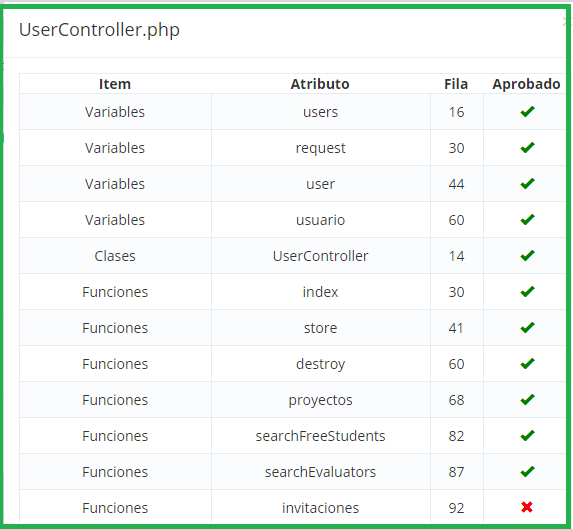 UserController.php
Item Atributo Fila Aprobado
Variables users 16
Variables request 30
Variables user 44
Variables usuario 60
Clases UserController 14
Funciones index 30
Funciones store 41
Funciones destroy 60
Funciones proyectos 68
Funciones searchFreeStudents 82
Funciones searchEvaluators 87
Funciones invitaciones 92